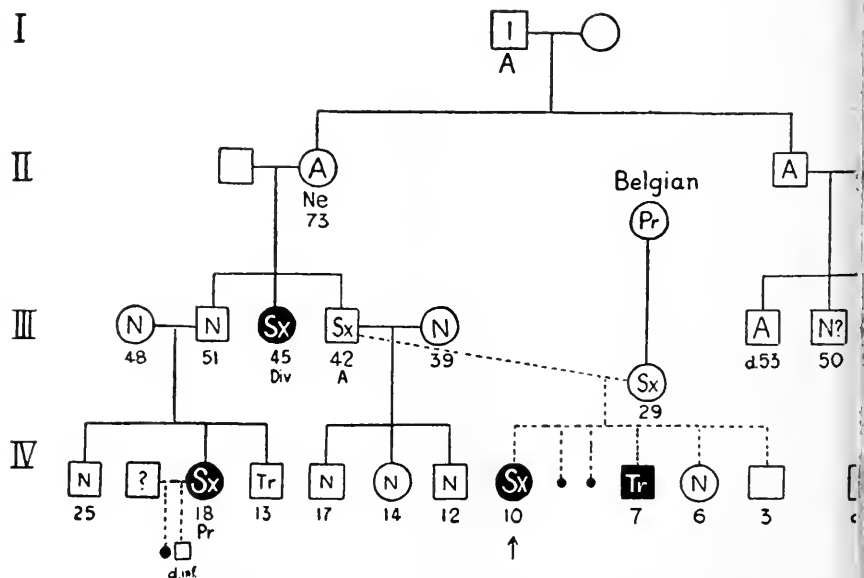 I
I
A
II
A
A
Ne
73
Belgian
Pr
III
N
N
Sx
Sx
N
A
N?
48
51
45
42
39
d.53
50
Div
A
Sx
29
IV
N
?
Sx
Tr
N
N
N
Sx
Tr
N
25
18
13
17
14
12
10
7
6
3
Pr
↑
d.inf.